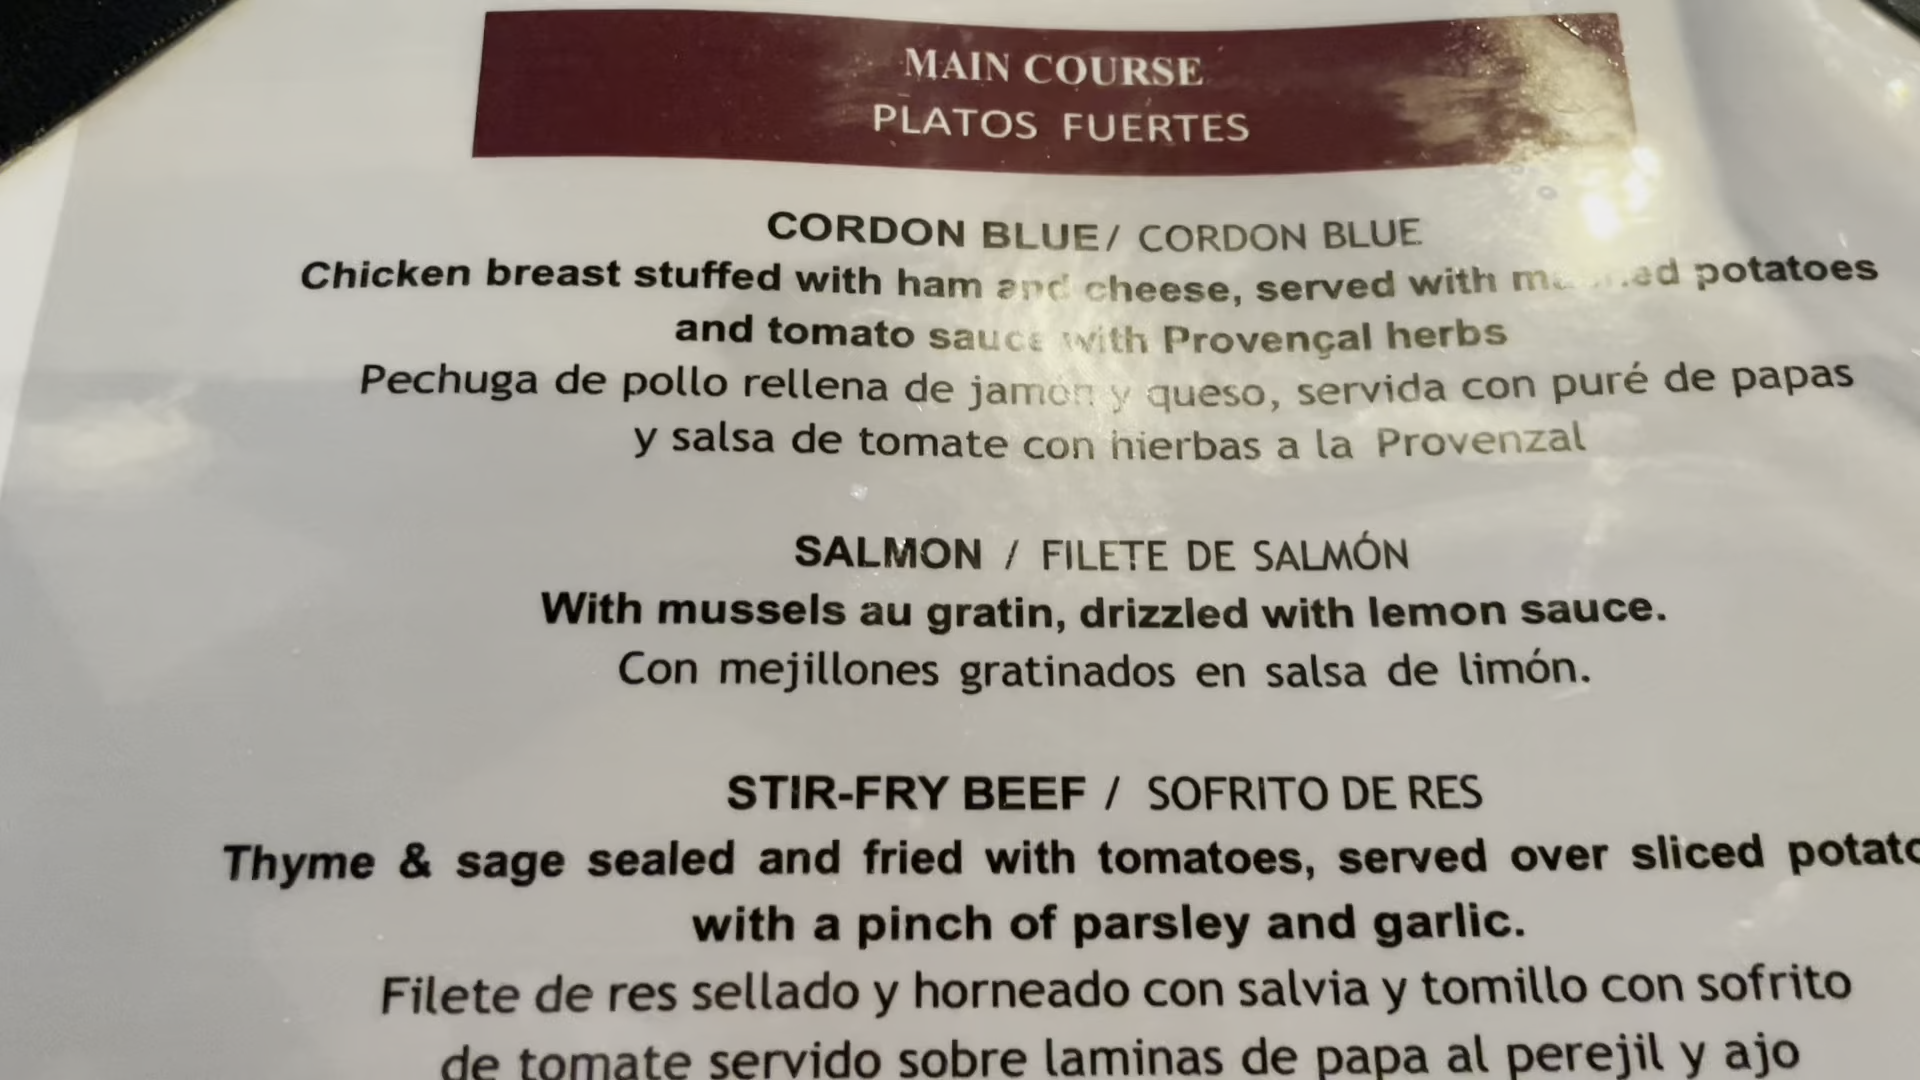 MAIN COURSE
PLATOS FUERTES
CORDON BLUE/ CORDON BLUE
Chicken breast stuffed with ham and cheese, served with potatoes
and tomato sauce with Provençal herbs
Pechuga de pollo rellena de jamón y queso, servida con puré de papas
y salsa de tomate con hierbas a la Provenzal
SALMON / FILETE DE SALMÓN
With mussels au gratin, drizzled with lemon sauce.
Con mejillones gratinados en salsa de limón.
STIR-FRY BEEF / SOFRITO DE RES
Thyme & sage sealed and fried with tomatoes, served over sliced
with a pinch of parsley and garlic.
Filete de res sellado y horneado con salvia y tomillo con sofrito
de tomate servido sobre laminas de papa al perejil y ajo